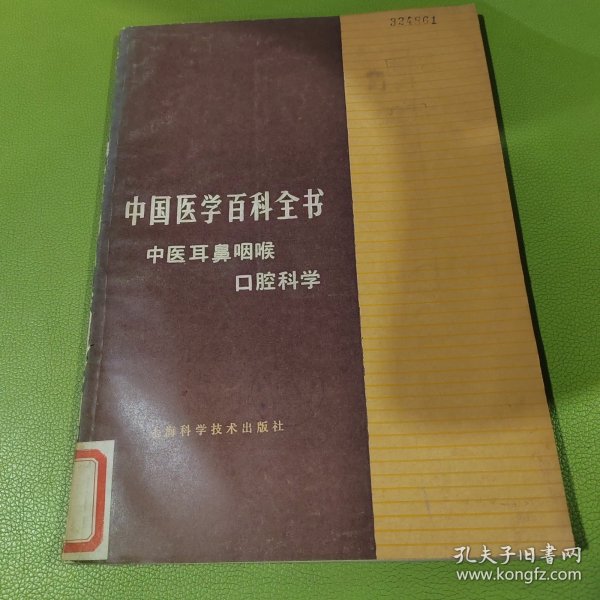 324861
中国医学百科全书
中医耳鼻咽喉
口腔科学
上海科学技术出版社
孔夫子旧书网
www.kongfz.com